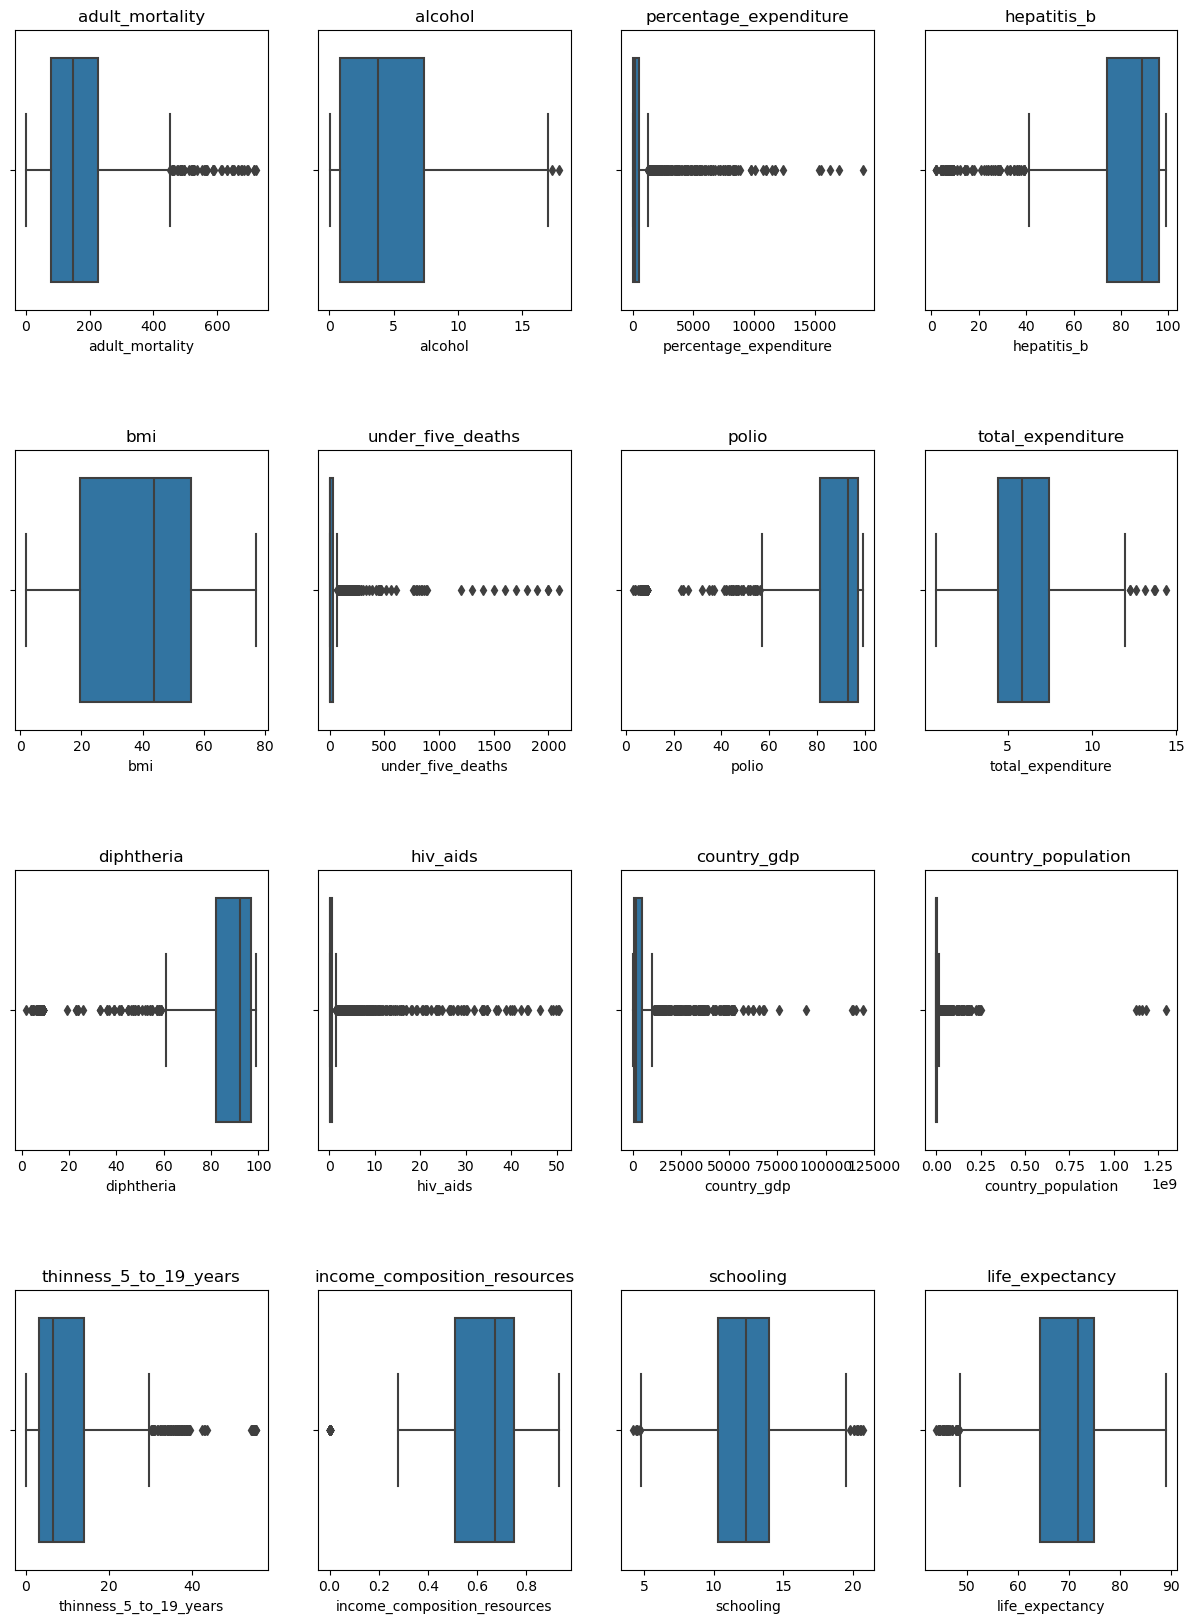 adult_mortality alcohol percentage_expenditure hepatitis_b
0 200 400 600 0 5 10 15 0 5000 10000 15000 0 20 40 60 80 100
adult_mortality alcohol percentage_expenditure hepatitis_b
bmi under_five_deaths polio total_expenditure
0 20 40 60 80 0 500 1000 1500 2000 0 20 40 60 80 100 5 10 15
bmi under_five_deaths polio total_expenditure
diphtheria hiv_aids country_gdp country_population
0 20 40 60 80 100 0 10 20 30 40 50 0 25000 50000 75000 100000 125000 0.00 0.25 0.50 0.75 1.00 1.25
diphtheria hiv_aids country_gdp country_population
1e9
thinness_5_to_19_years income_composition_resources schooling life_expectancy
0 20 40 0.0 0.2 0.4 0.6 0.8 5 10 15 20 50 60 70 80 90
thinness_5_to_19_years income_composition_resources schooling life_expectancy